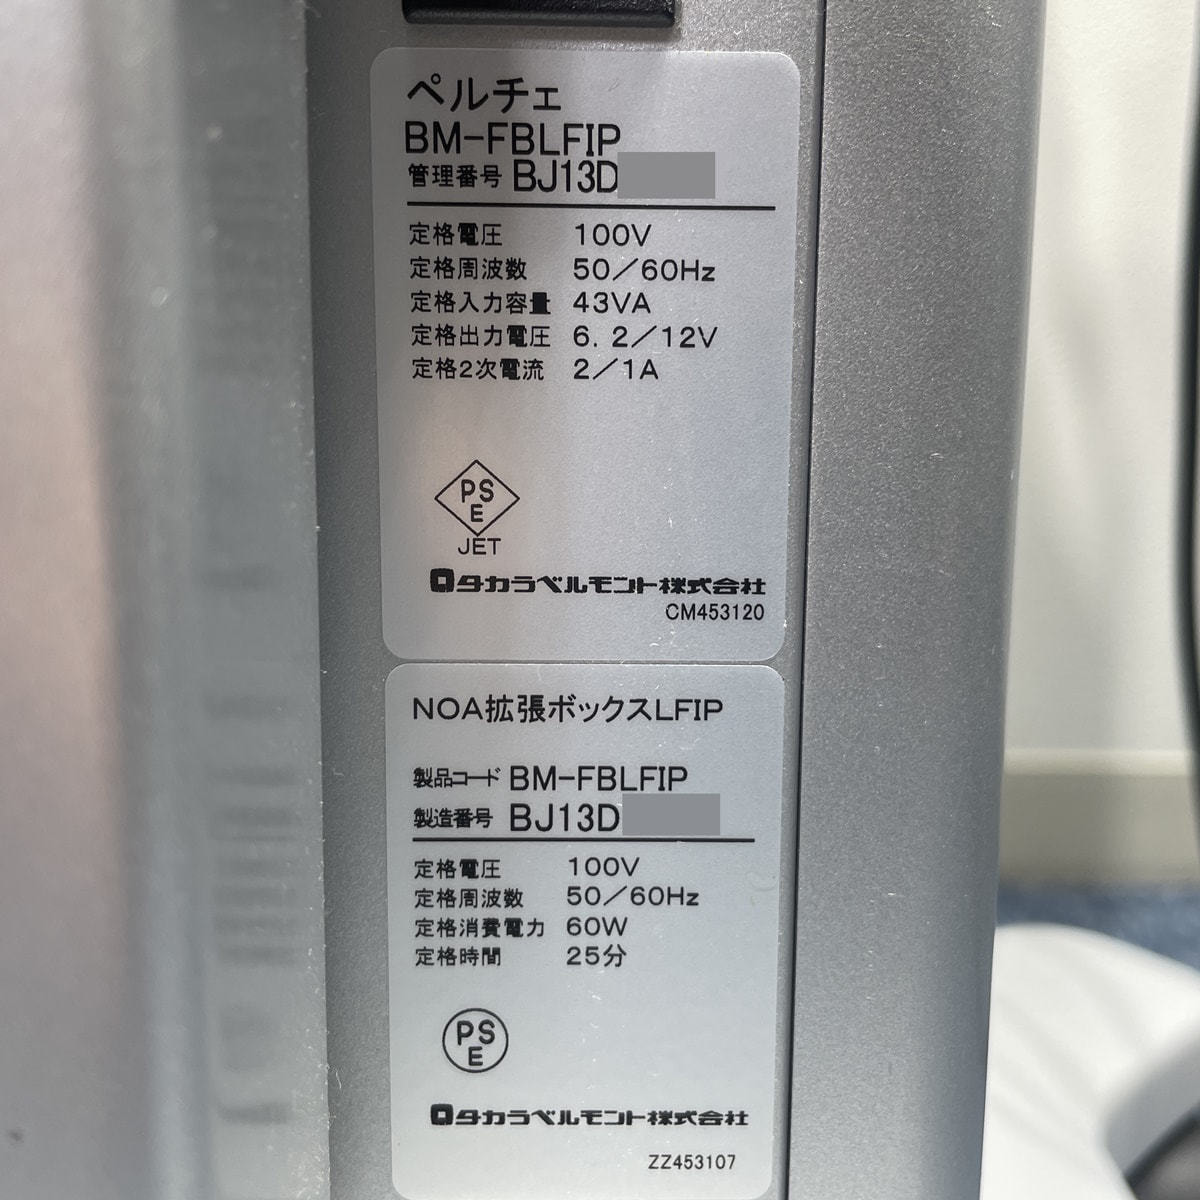 ペルチェ
BM-FBLFIP
管理番号 BJ13D
定格電圧 100V
定格周波数 50/60Hz
定格入力容量 43VA
定格出力電圧 6.2/12V
定格2次電流 2/1A
PS
E
JET
タカラベルモント株式会社
CM453120
NOA拡張ボックスLFIP
製品コード BM-FBLFIP
製造番号 BJ13D
定格電圧 100V
定格周波数 50/60Hz
定格消費電力 60W
定格時間 25分
PS
E
タカラベルモント株式会社
ZZ453107